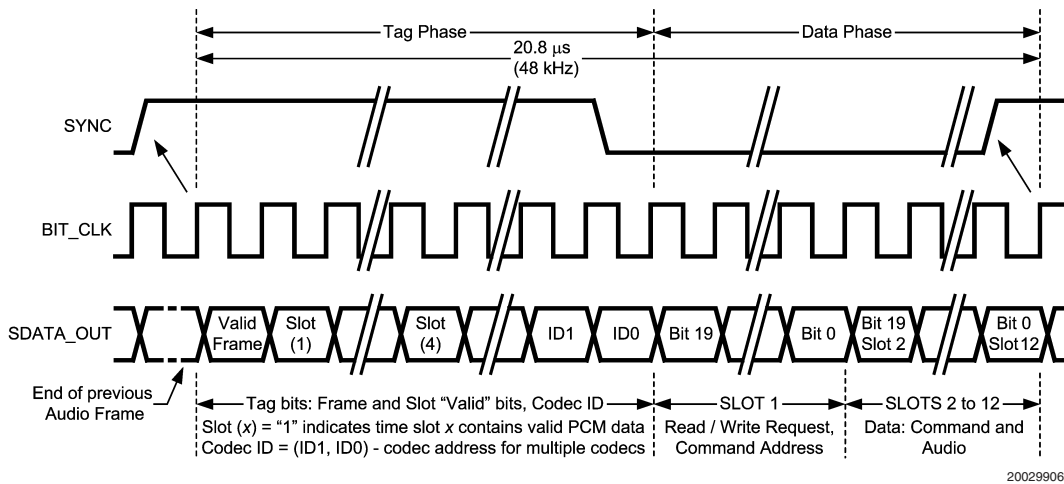 Tag Phase
Data Phase
20.8 μs
(48 kHz)
SYNC
BIT_CLK
SDATA_OUT
Valid
Frame
Slot
(1)
Slot
(4)
ID1
ID0
Bit 19
Bit 0
Bit 19
Slot 2
Bit 0
Slot 12
End of previous
Audio Frame
Tag bits: Frame and Slot “Valid” bits, Codec ID
Slot (x) = “1” indicates time slot x contains valid PCM data
Codec ID = (ID1, ID0) - codec address for multiple codecs
SLOT 1
Read / Write Request,
Command Address
SLOTS 2 to 12
Data: Command and
Audio
20029906